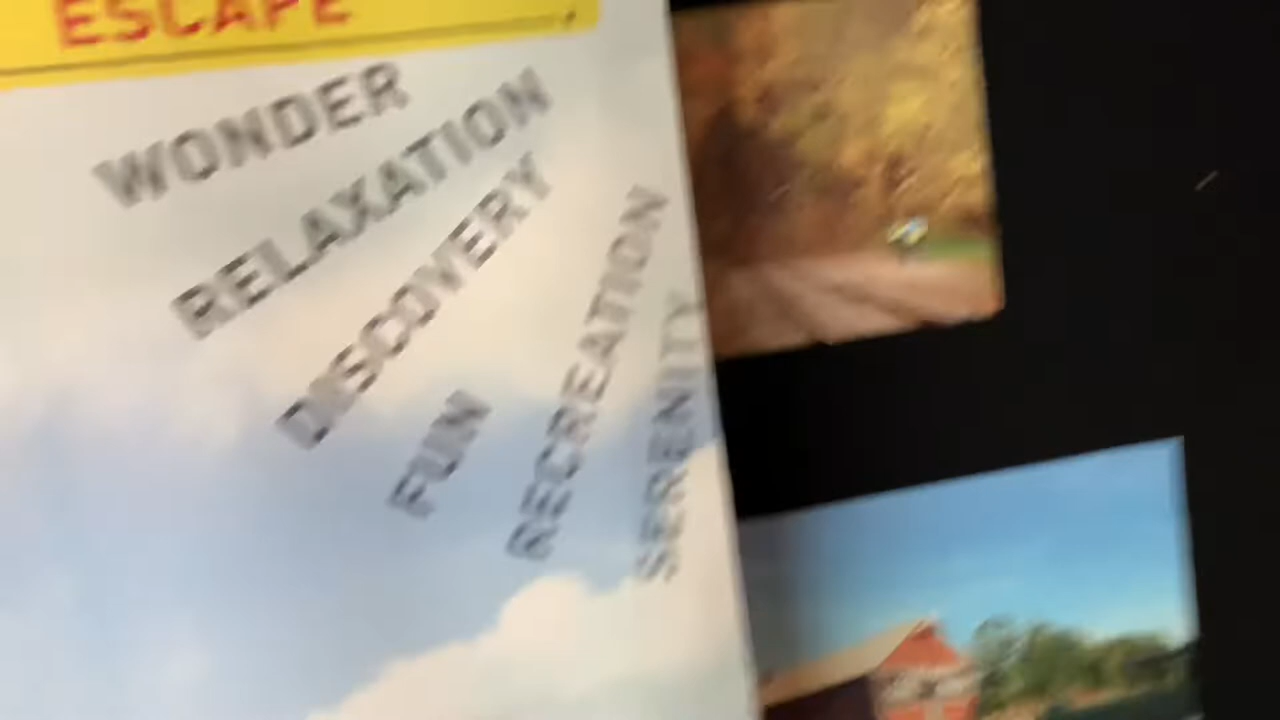 ESCAPE
WONDER
RELAXATION
DISCOVERY
FUN
RECREATION
SERENITY